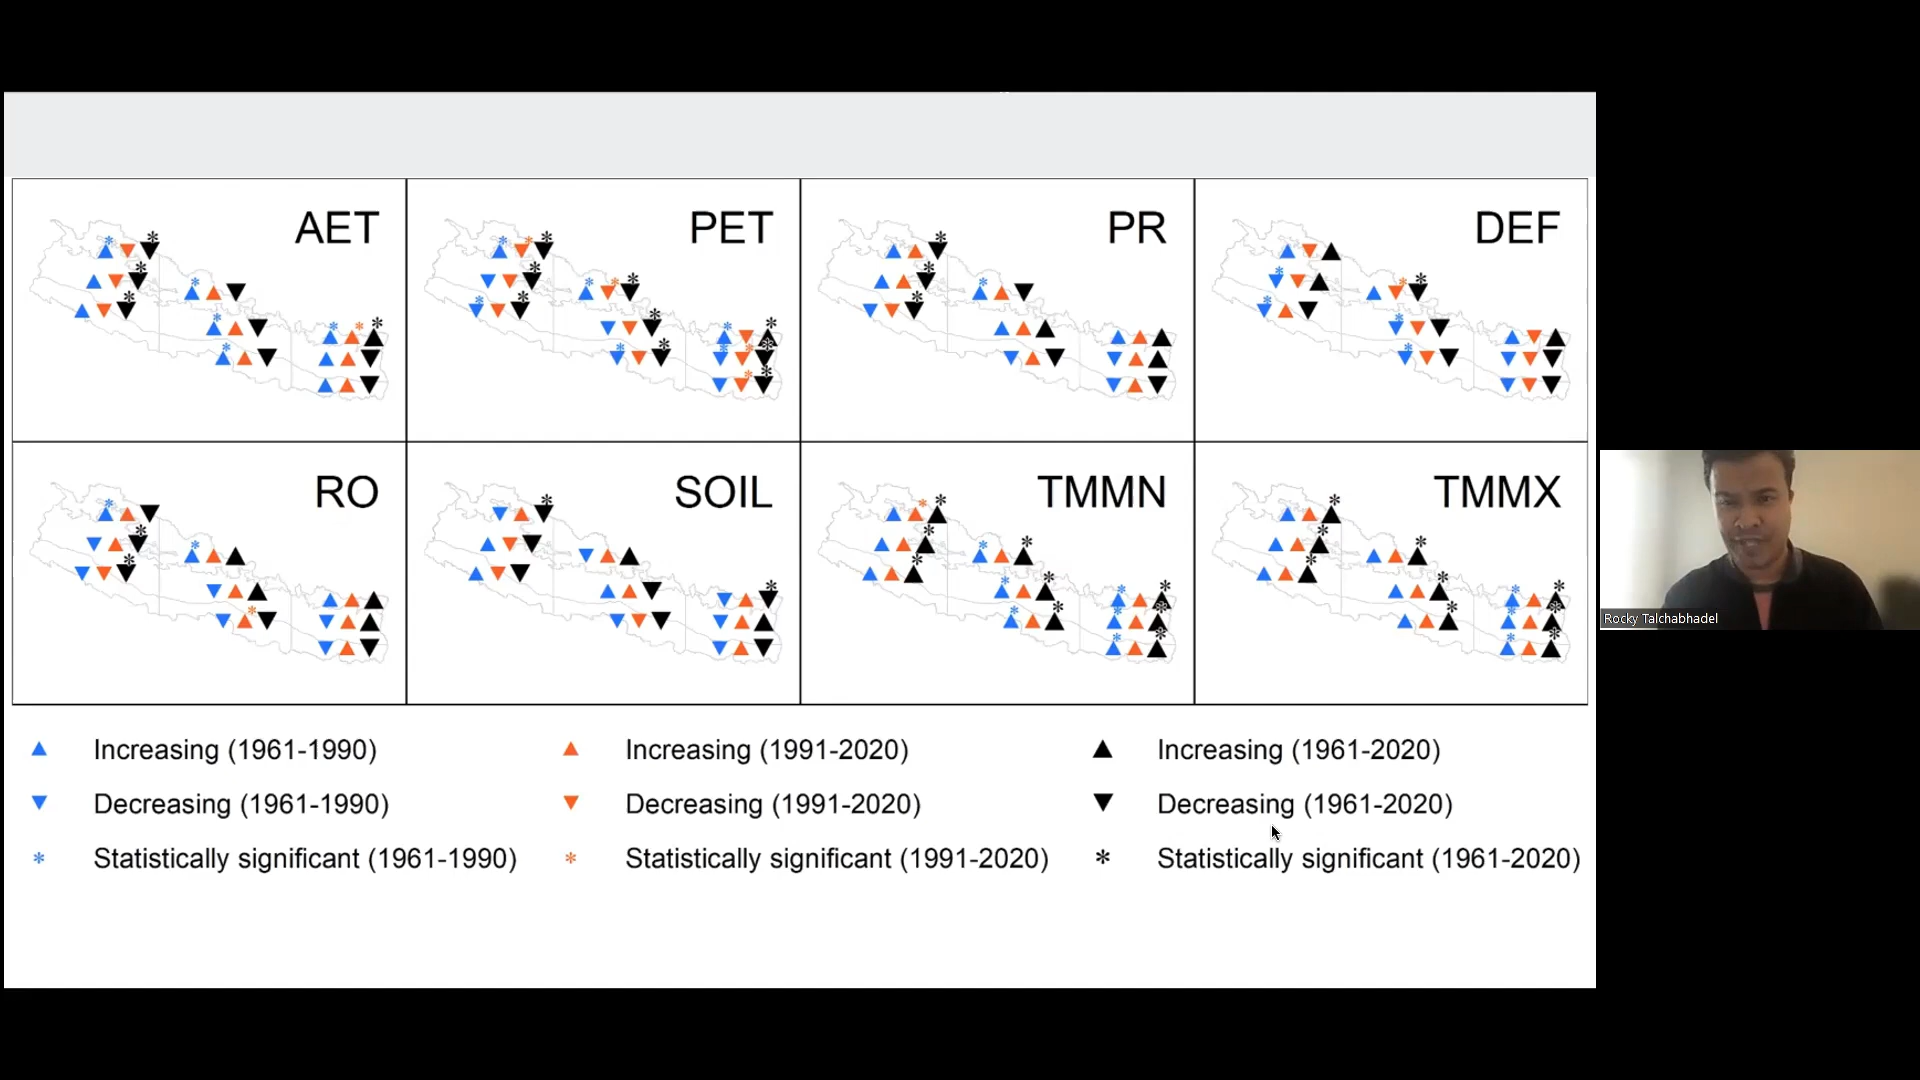 AET
PET
PR
DEF
RO
SOIL
TMMN
TMMX
Increasing (1961-1990)
Increasing (1991-2020)
Increasing (1961-2020)
Decreasing (1961-1990)
Decreasing (1991-2020)
Decreasing (1961-2020)
Statistically significant (1961-1990)
Statistically significant (1991-2020)
Statistically significant (1961-2020)
Rocky Talchabhadel